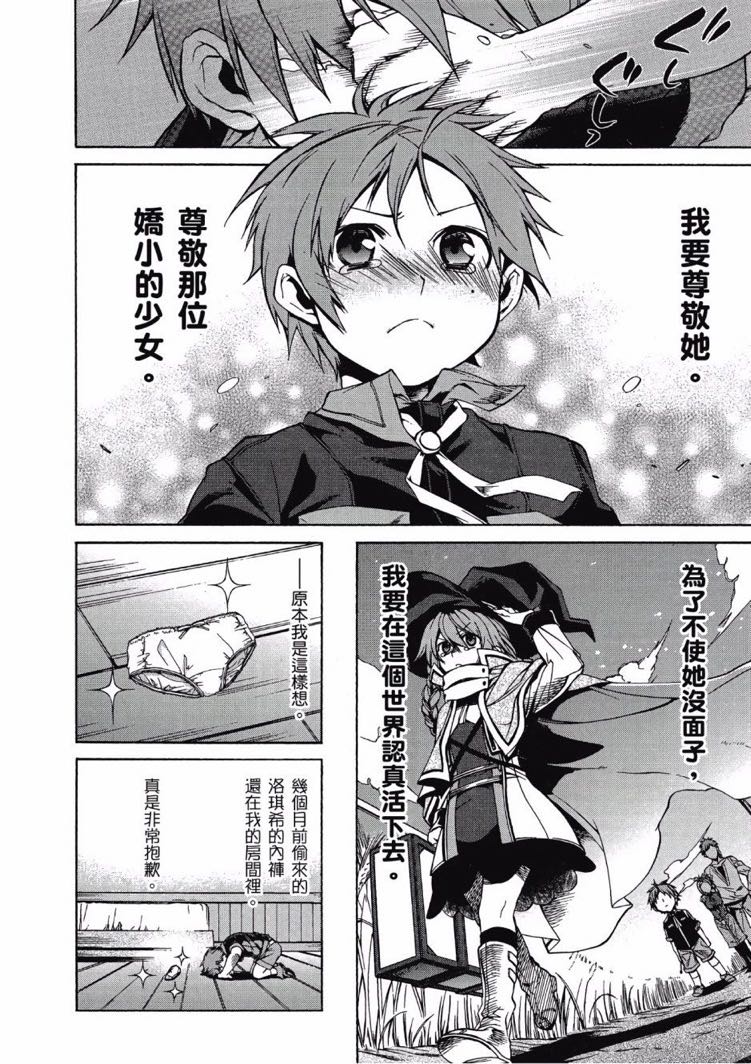 ぐ
ぐ
っ
我要尊敬她。
尊敬那位
嬌小的少女。
為了不使她沒面子，
我要在這個世界認真活下去。
──原本我是這樣想。
幾個月前偷來的
洛琪希的內褲
還在我的房間裡。
真是非常抱歉。